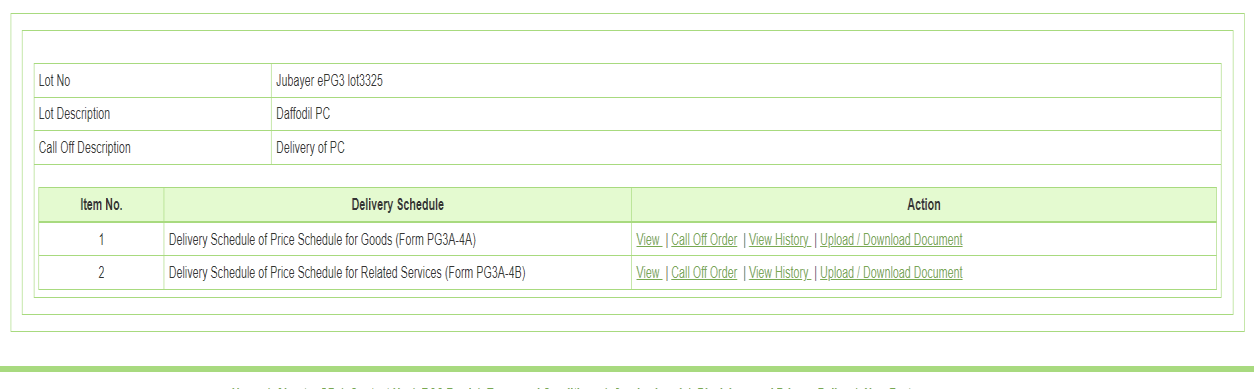 Lot No Jubayer ePG3 lot3325
Lot Description Daffodil PC
Call Off Description Delivery of PC
Item No. Delivery Schedule Action
1 Delivery Schedule of Price Schedule for Goods (Form PG3A-4A) View | Call Off Order | View History | Upload / Download Document
2 Delivery Schedule of Price Schedule for Related Services (Form PG3A-4B) View | Call Off Order | View History | Upload / Download Document